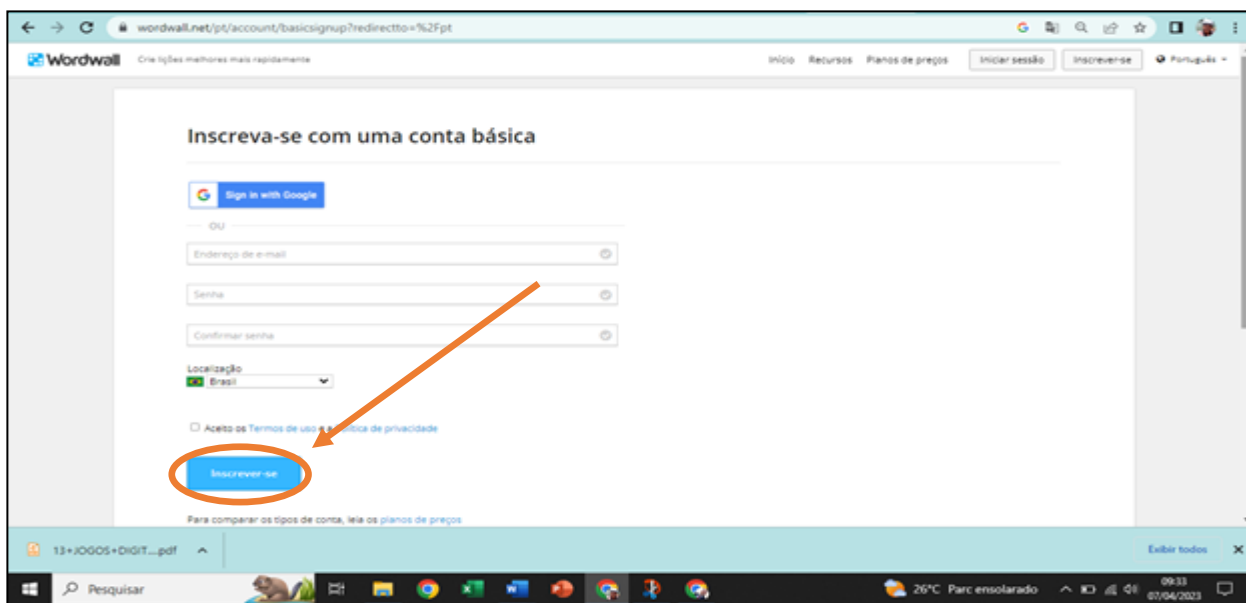 wordwall.net/pt/account/basicsignup?redirectto=%2Fpt
Wordwall Crie lições melhores mais rapidamente Início Recursos Planos de preços Iniciar sessão Inscrever-se Português
Inscreva-se com uma conta básica
Sign in with Google
OU
Endereço de e-mail
Senha
Confirmar senha
Localização
Brasil
Aceito os Termos de uso e a Política de privacidade
Inscrever-se
Para comparar os tipos de conta, leia os planos de preços
13+JOGOS+DIGIT....pdf Exibir todos
Pesquisar 26°C Parc ensolarado 09:33
07/04/2023